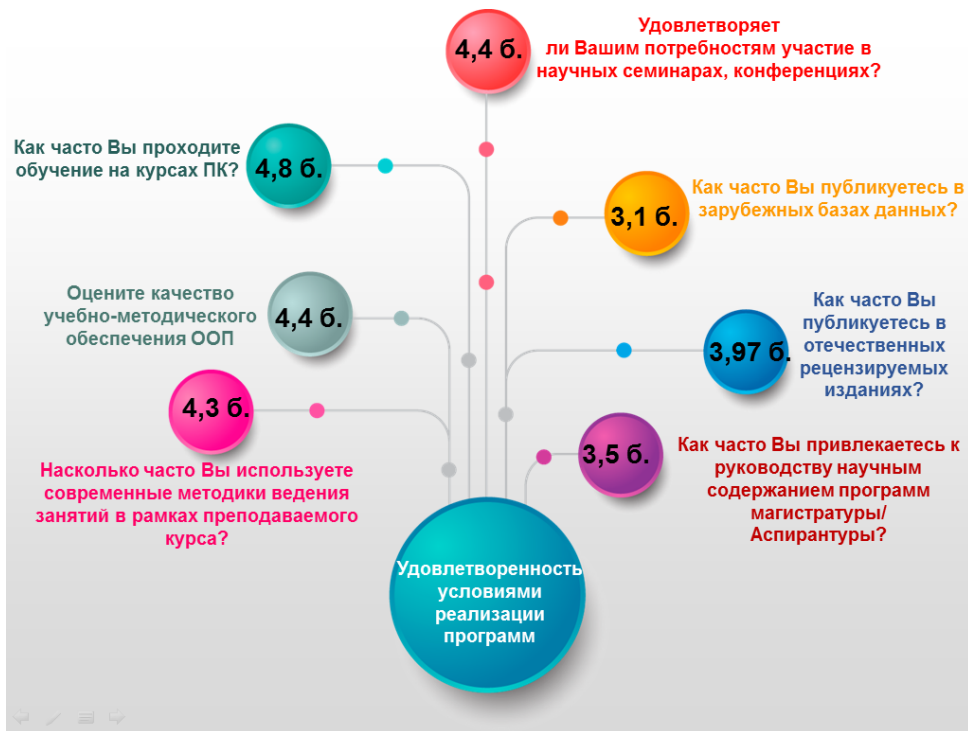 4,4 б.
Удовлетворяет
ли Вашим потребностям участие в
научных семинарах, конференциях?
Как часто Вы проходите
обучение на курсах ПК?
4,8 б.
3,1 б.
Как часто Вы публикуетесь в
зарубежных базах данных?
Оцените качество
учебно-методического
обеспечения ООП
4,4 б.
3,97 б.
Как часто Вы
публикуетесь в
отечественных
рецензируемых
изданиях?
4,3 б.
Насколько часто Вы используете
современные методики ведения
занятий в рамках преподаваемого
курса?
3,5 б.
Как часто Вы привлекаетесь к
руководству научным
содержанием программ
магистратуры/
Аспирантуры?
Удовлетворенность
условиями
реализации
программ